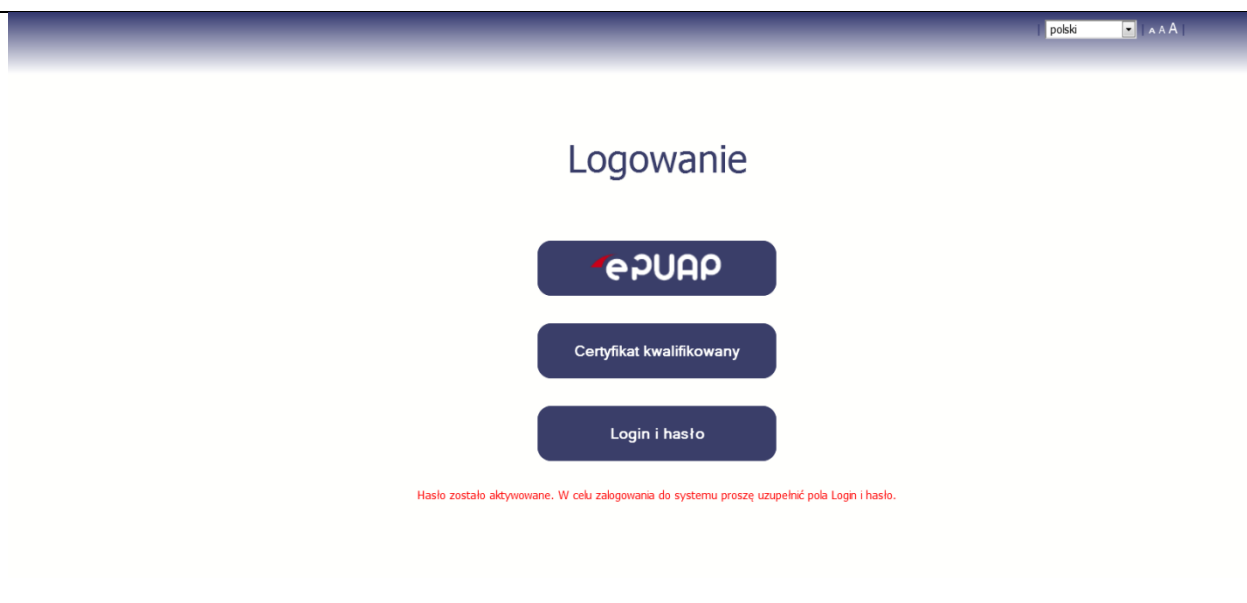 | polski | A A A |
Logowanie
ePUAP
Certyfikat kwalifikowany
Login i hasło
Hasło zostało aktywowane. W celu zalogowania do systemu proszę uzupełnić pola Login i hasło.